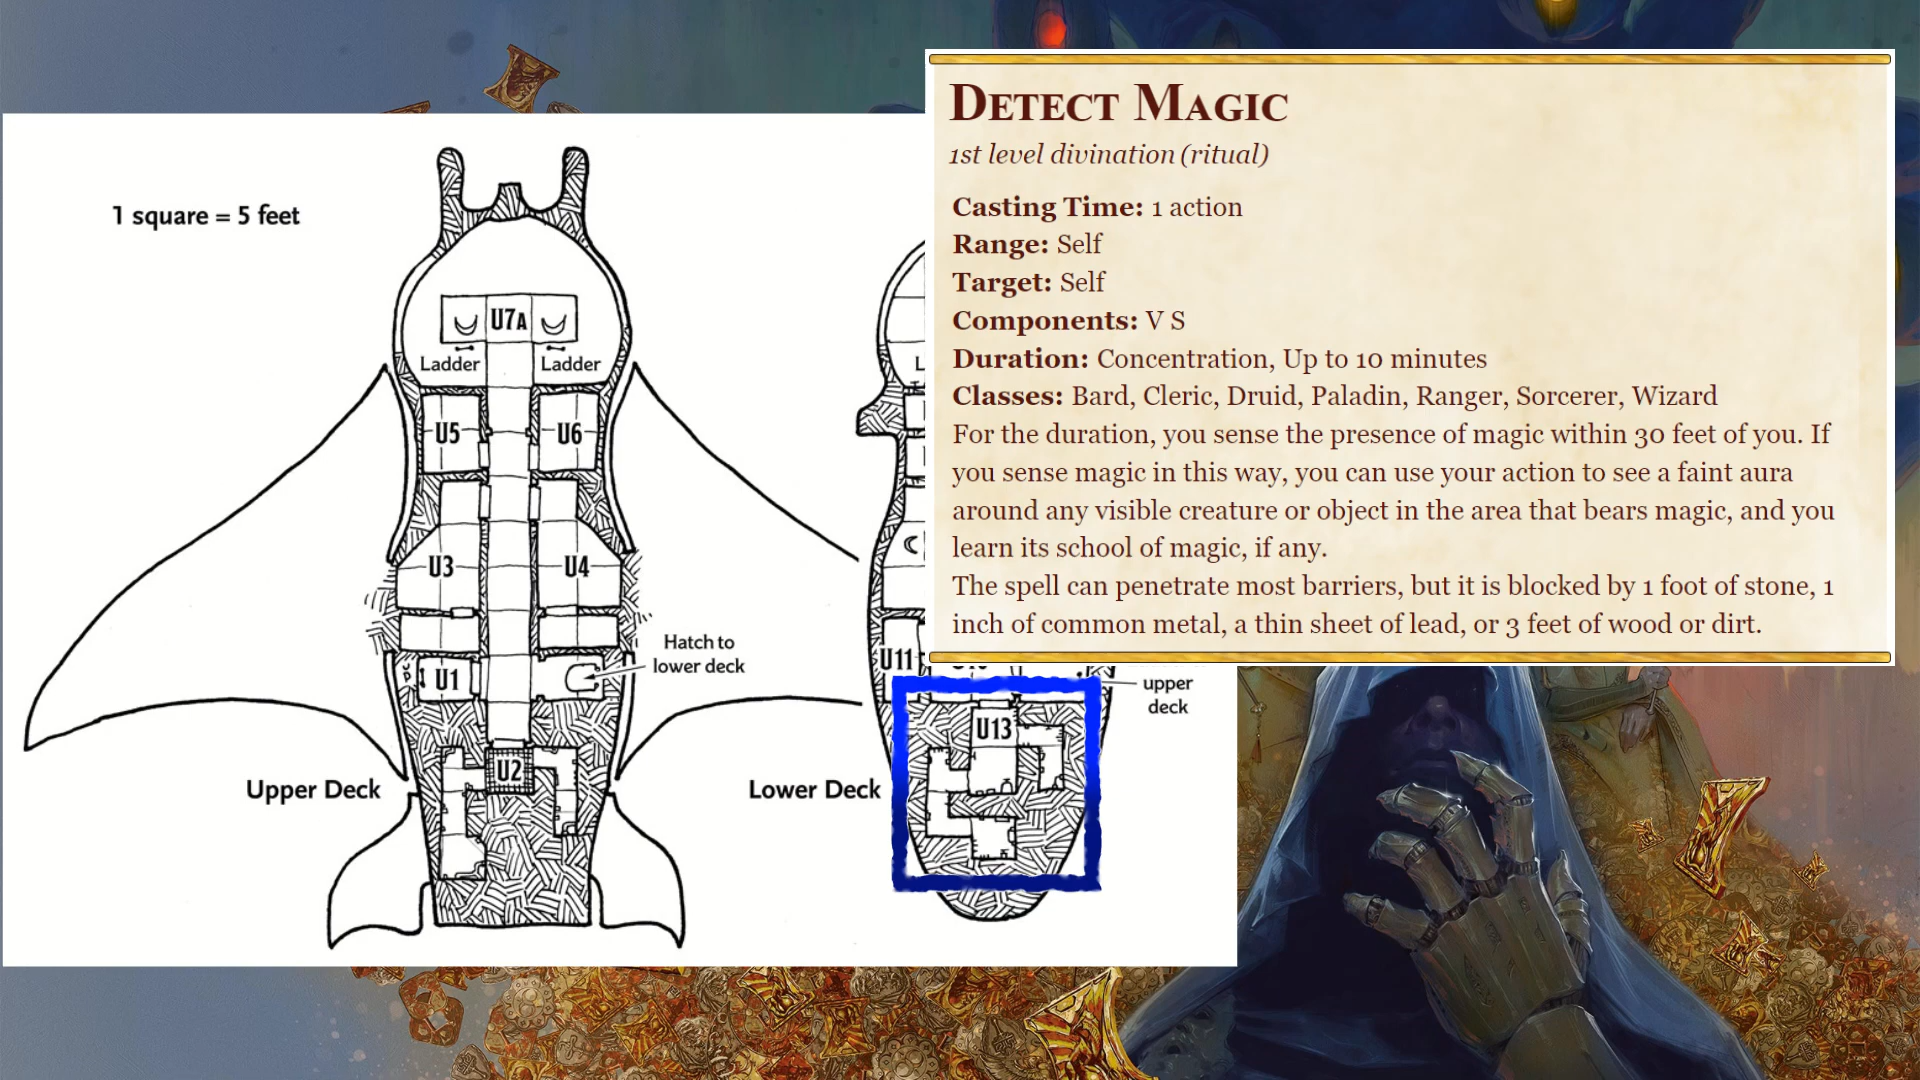 1 square = 5 feet
U7A
Ladder
Ladder
U5
U6
U3
U4
Hatch to
lower deck
U1
U2
Upper Deck
Lower Deck
U11
upper
deck
U13
DETECT MAGIC
1st level divination (ritual)
Casting Time: 1 action
Range: Self
Target: Self
Components: V S
Duration: Concentration, Up to 10 minutes
Classes: Bard, Cleric, Druid, Paladin, Ranger, Sorcerer, Wizard
For the duration, you sense the presence of magic within 30 feet of you. If
you sense magic in this way, you can use your action to see a faint aura
around any visible creature or object in the area that bears magic, and you
learn its school of magic, if any.
The spell can penetrate most barriers, but it is blocked by 1 foot of stone, 1
inch of common metal, a thin sheet of lead, or 3 feet of wood or dirt.